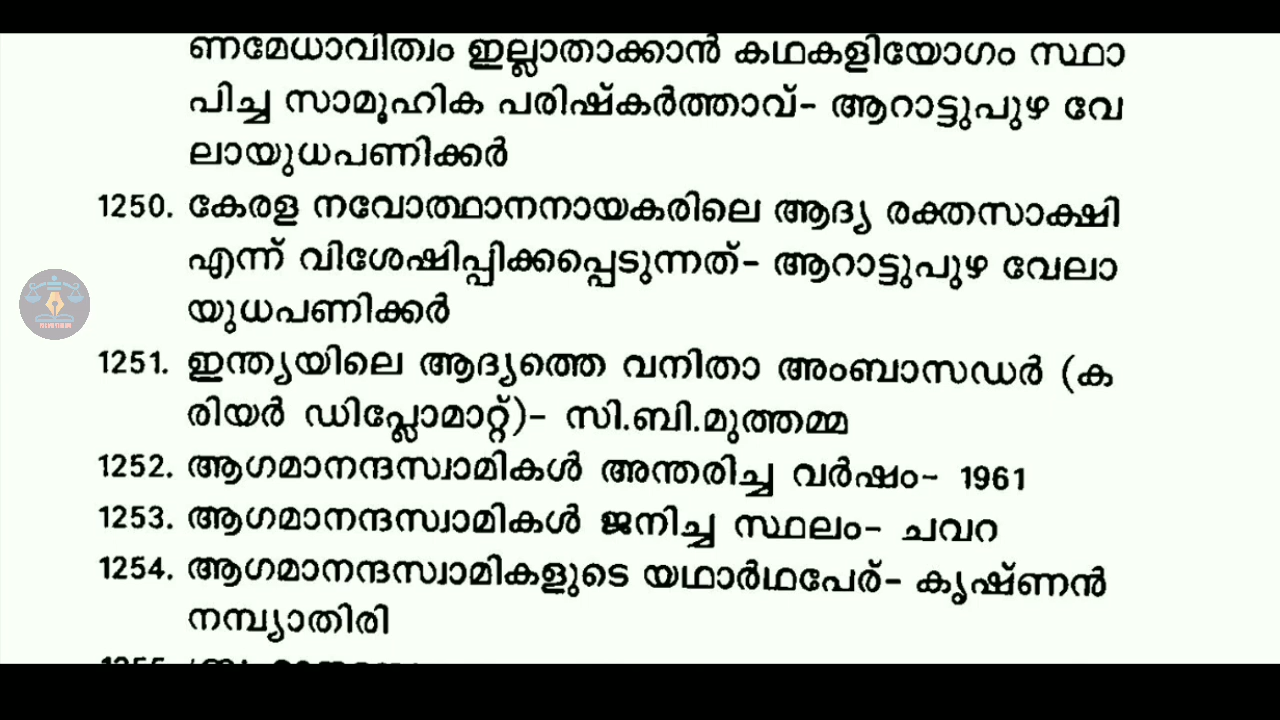 ണമേധാവിത്വം ഇല്ലാതാക്കാൻ കഥകളിയോഗം സ്ഥാ
പിച്ച സാമൂഹിക പരിഷ്കർത്താവ്- ആറാട്ടുപുഴ വേ
ലായുധപണിക്കർ
1250. കേരള നവോത്ഥാനനായകരിലെ ആദ്യ രക്തസാക്ഷി
എന്ന് വിശേഷിപ്പിക്കപ്പെടുന്നത്- ആറാട്ടുപുഴ വേലാ
യുധപണിക്കർ
1251. ഇന്ത്യയിലെ ആദ്യത്തെ വനിതാ അംബാസഡർ (ക
രിയർ ഡിപ്ലോമാറ്റ്)- സി.ബി.മുത്തമ്മ
1252. ആഗമാനന്ദസ്വാമികൾ അന്തരിച്ച വർഷം- 1961
1253. ആഗമാനന്ദസ്വാമികൾ ജനിച്ച സ്ഥലം- ചവറ
1254. ആഗമാനന്ദസ്വാമികളുടെ യഥാർഥപേര്- കൃഷ്ണൻ
നമ്പ്യാതിരി